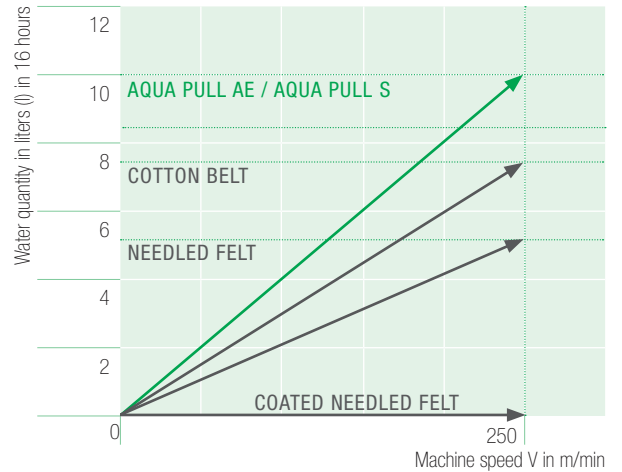 Water quantity in liters (l) in 16 hours
12
10
AQUA PULL AE / AQUA PULL S
8
COTTON BELT
6
NEEDLED FELT
4
2
COATED NEEDLED FELT
0
250
Machine speed V in m/min